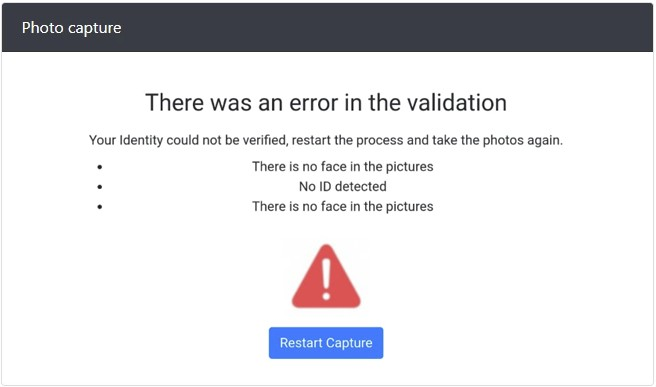 Photo capture
There was an error in the validation
Your Identity could not be verified, restart the process and take the photos again.
• There is no face in the pictures
• No ID detected
• There is no face in the pictures
Restart Capture